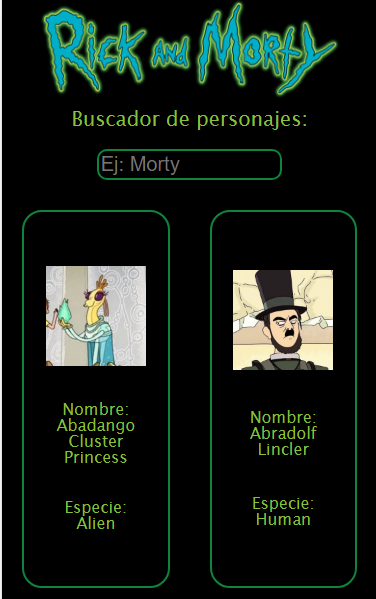 Rick and Morty
Buscador de personajes:
Ej: Morty
Nombre:
Abadango
Cluster
Princess
Especie:
Alien
Nombre:
Abradolf
Lincler
Especie:
Human